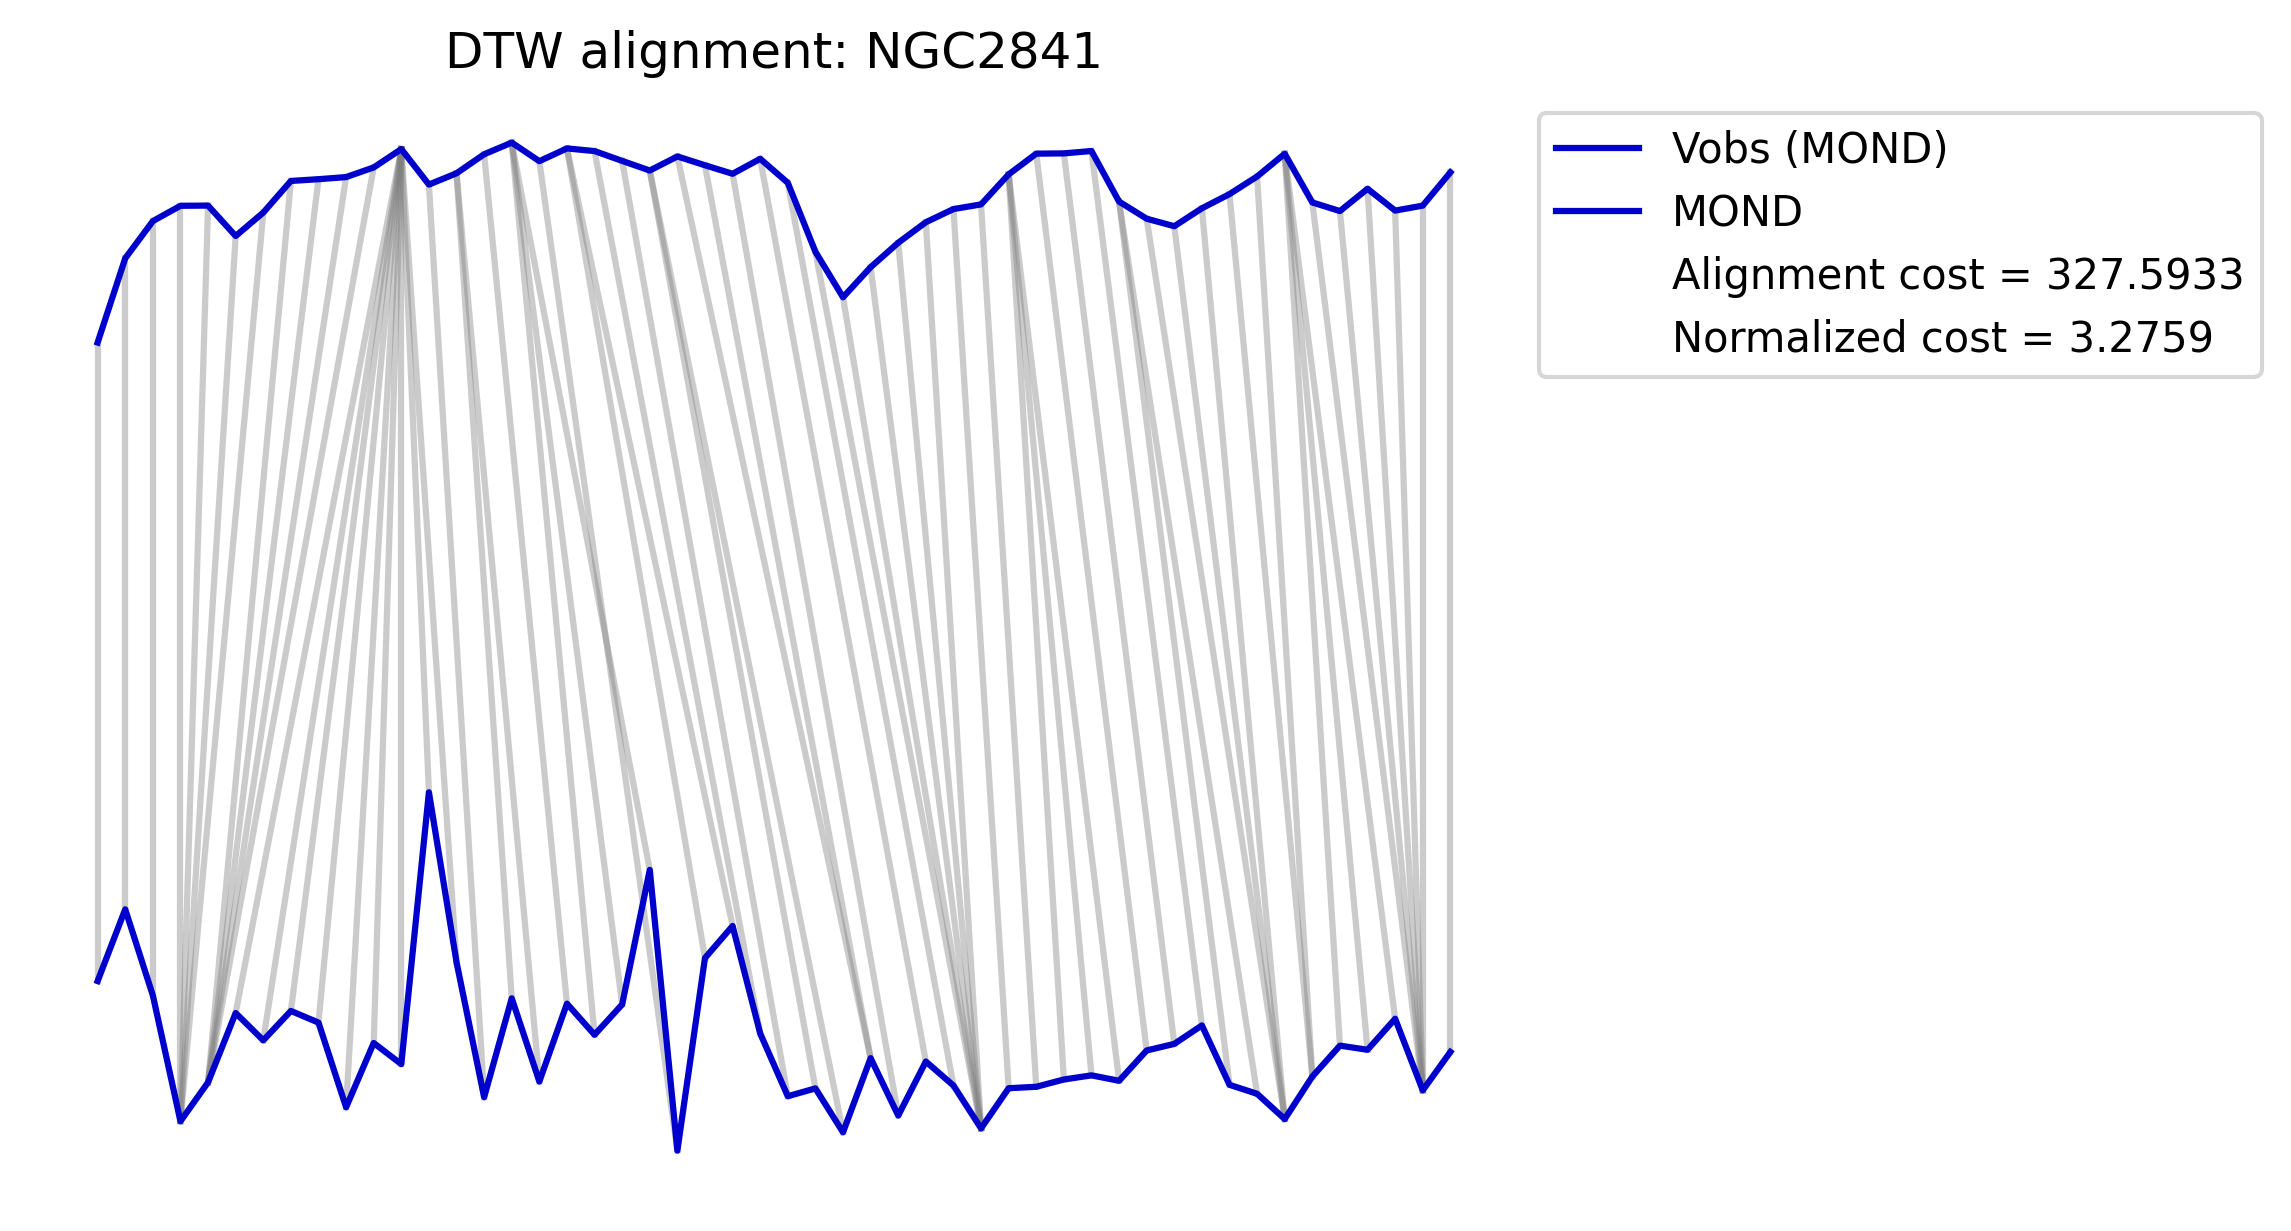 DTW alignment: NGC2841
Vobs (MOND)
MOND
Alignment cost = 327.5933
Normalized cost = 3.2759